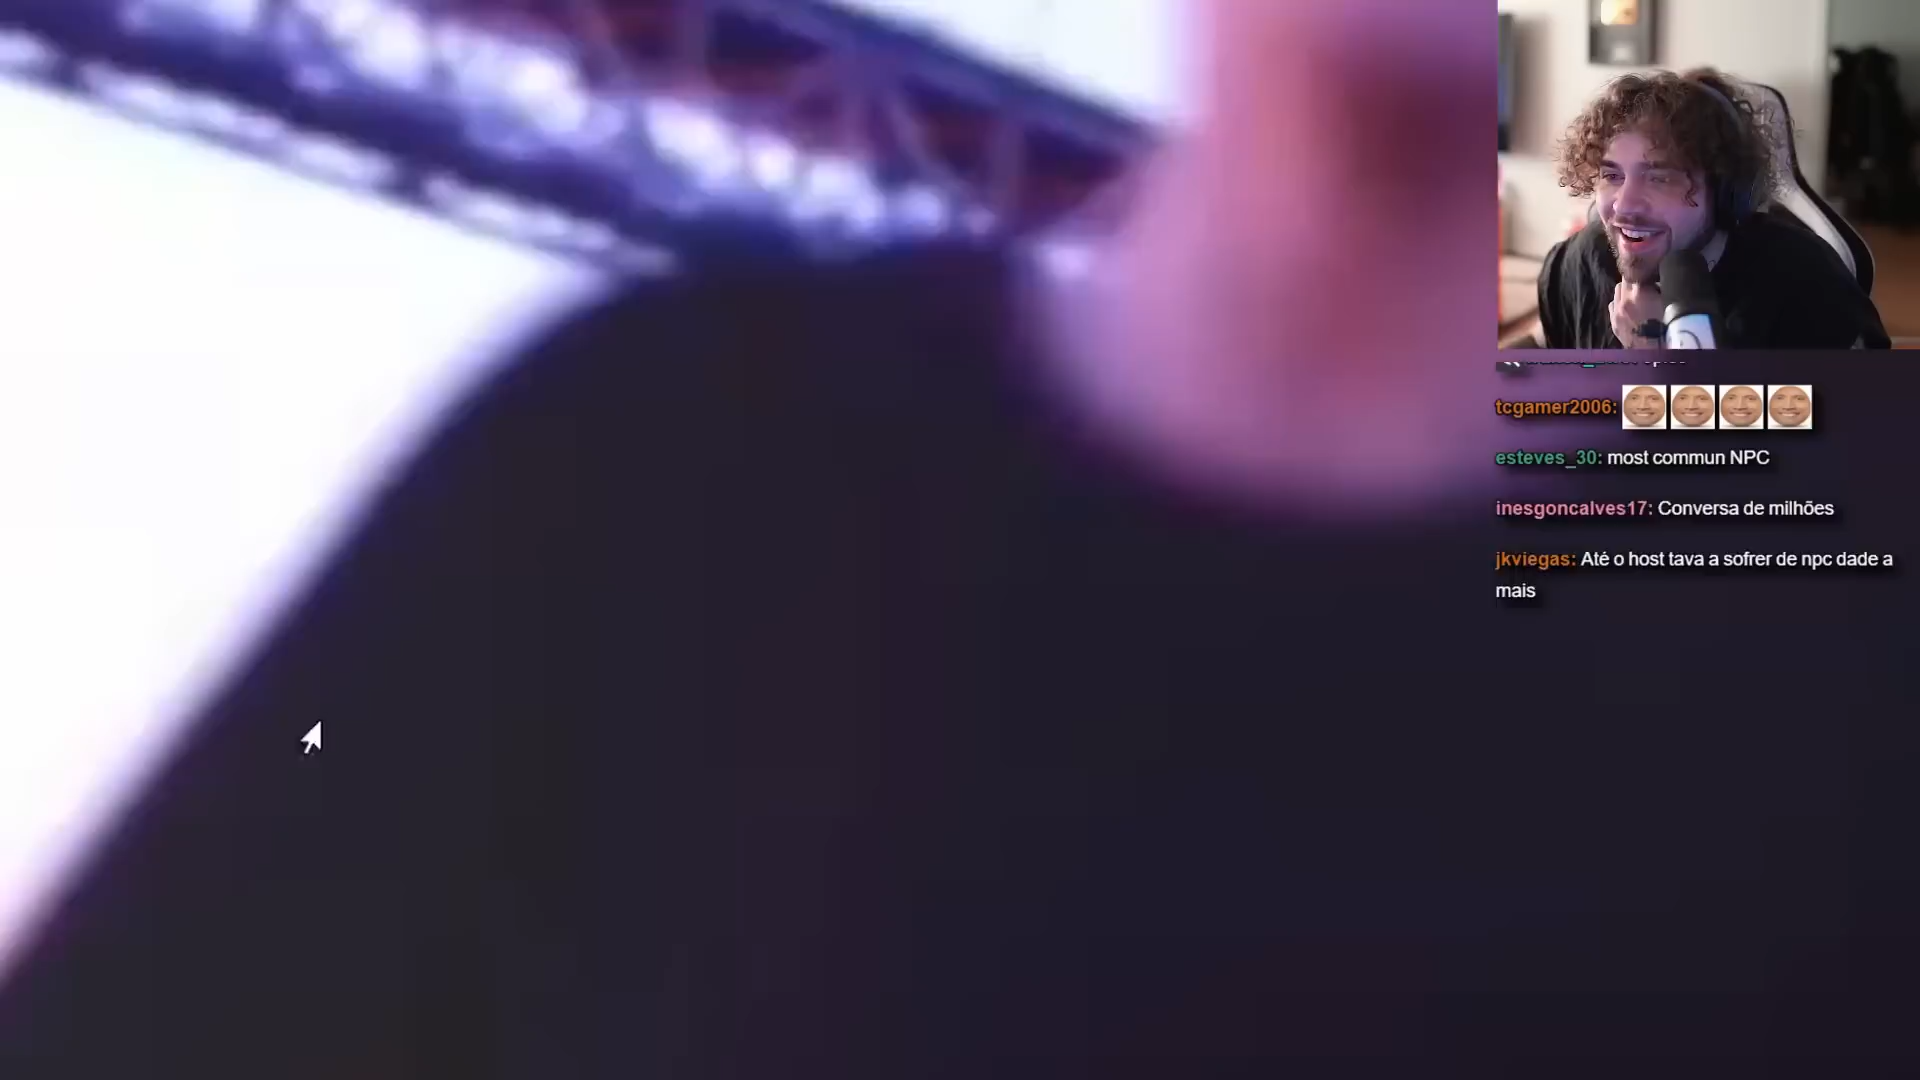 tcgamer2006:
esteves_30: most commun NPC
inesgoncalves17: Conversa de milhões
jkviegas: Até o host tava a sofrer de npc dade a
mais